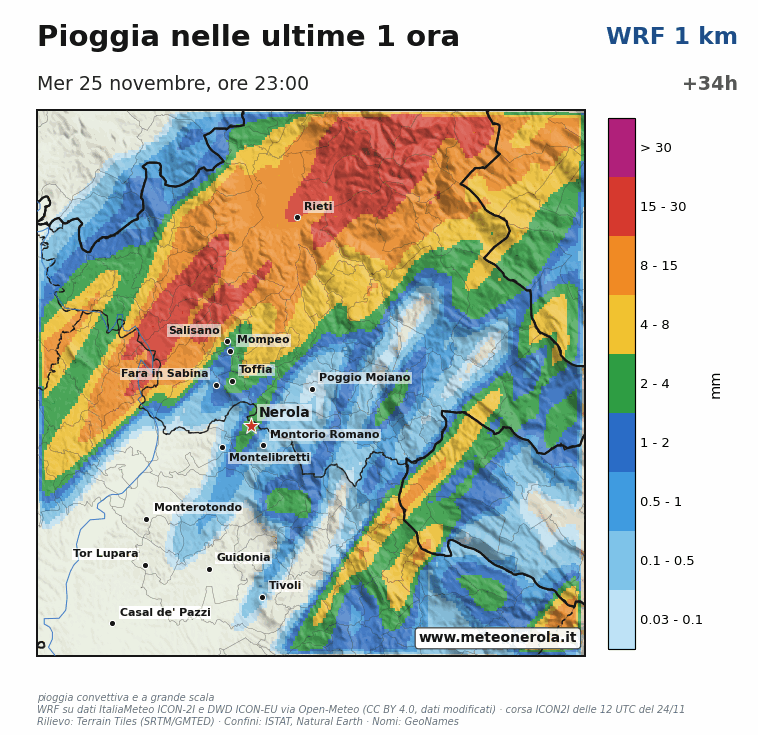 Pioggia nelle ultime 1 ora
WRF 1 km
Mer 25 novembre, ore 23:00
+34h
> 30
15 - 30
8 - 15
4 - 8
2 - 4
1 - 2
0.5 - 1
0.1 - 0.5
0.03 - 0.1
mm
Rieti
Salisano
Mompeo
Fara in Sabina
Toffia
Poggio Moiano
Nerola
Montorio Romano
Montelibretti
Monterotondo
Tor Lupara
Guidonia
Tivoli
Casal de' Pazzi
www.meteonerola.it
pioggia convettiva e a grande scala
WRF su dati ItaliaMeteo ICON-2I e DWD ICON-EU via Open-Meteo (CC BY 4.0, dati modificati) · corsa ICON2I delle 12 UTC del 24/11
Rilievo: Terrain Tiles (SRTM/GMTED) · Confini: ISTAT, Natural Earth · Nomi: GeoNames